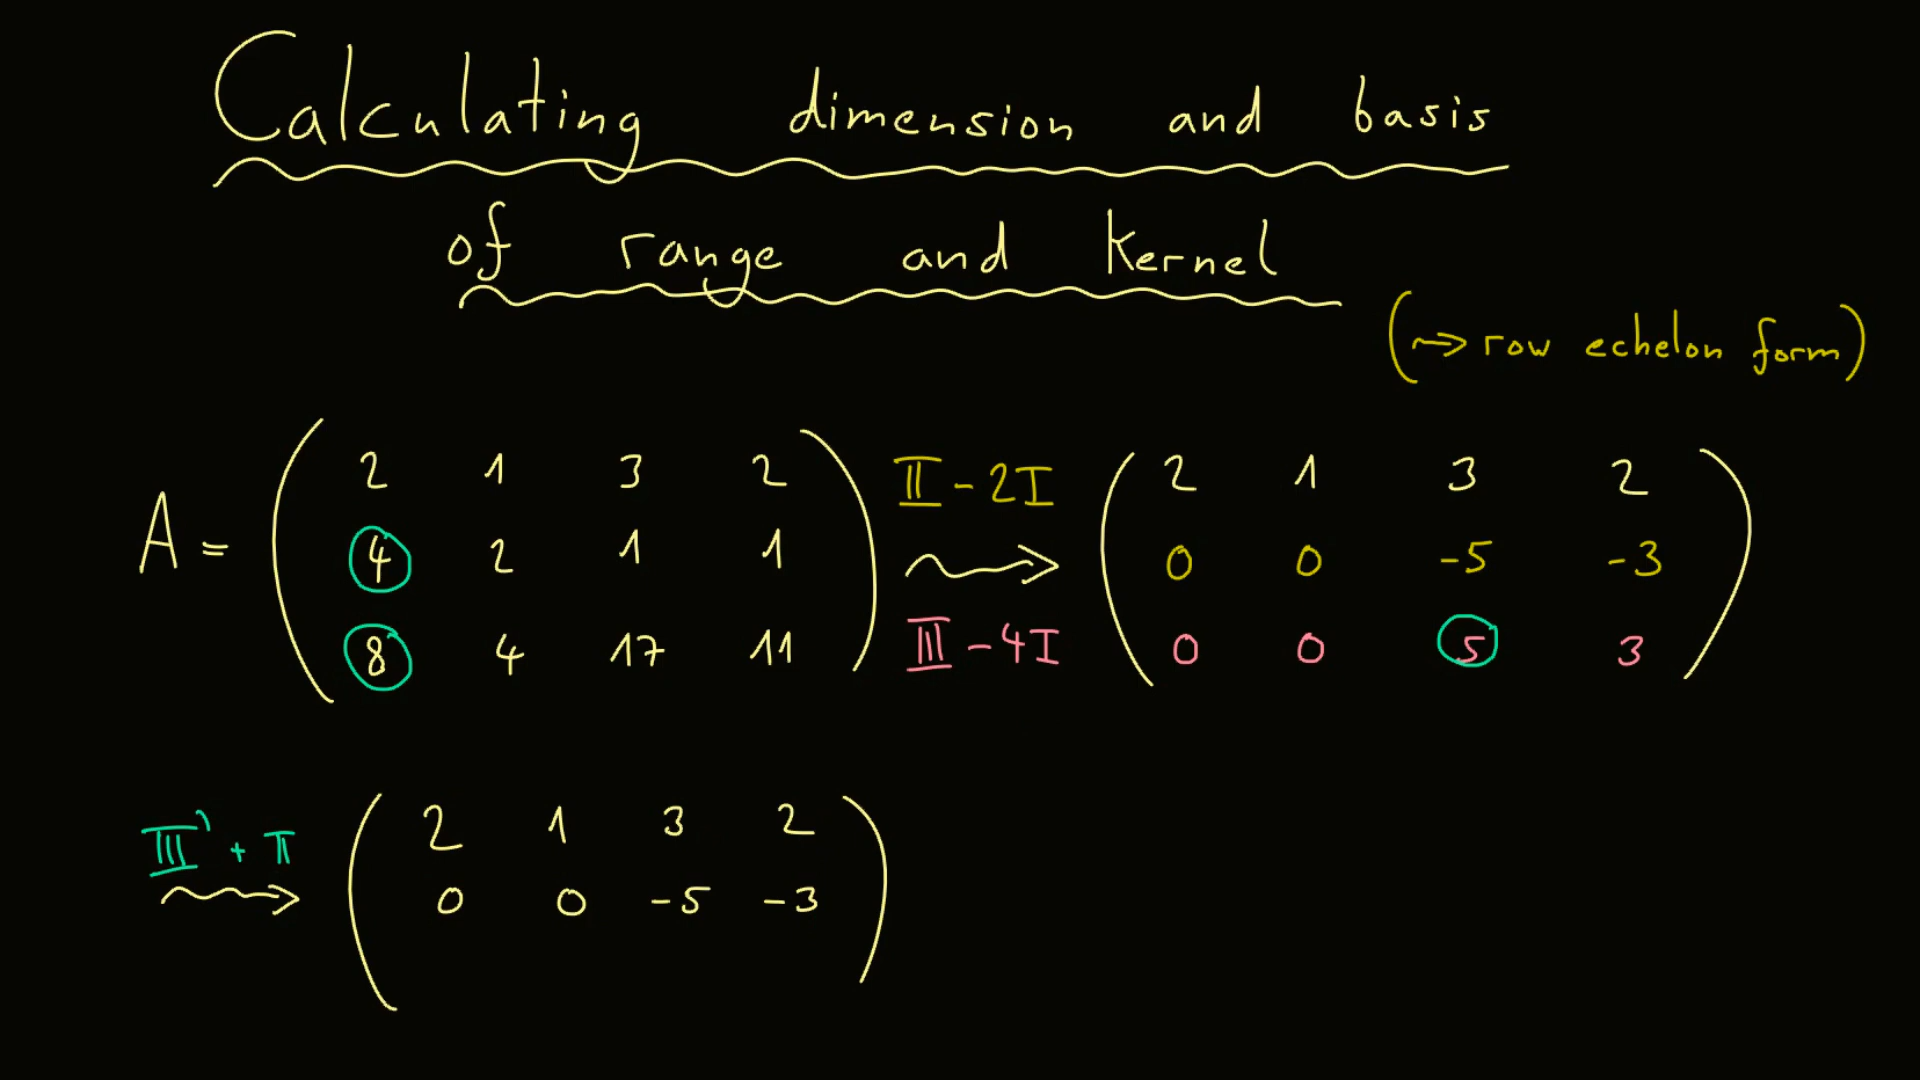 Calculating dimension and basis
of range and kernel
(⇝ row echelon form)
A = ( 2 1 3 2 ) II - 2I ( 2 1 3 2 )
4 2 1 1 ⇝ 0 0 -5 -3
8 4 17 11 III - 4I 0 0 5 3
III` + II ( 2 1 3 2 )
⇝ 0 0 -5 -3